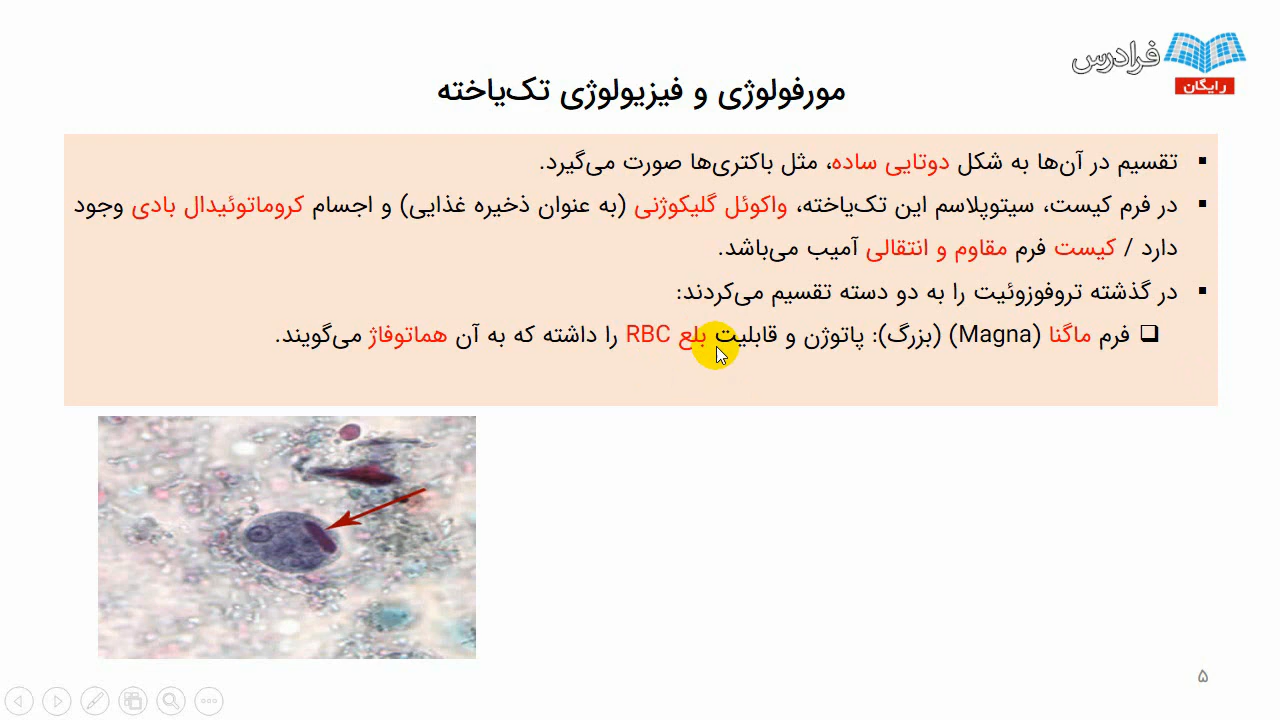 فرادرس
رایگان
مورفولوژی و فیزیولوژی تک‌یاخته
▪ تقسیم در آن‌ها به شکل دوتایی ساده، مثل باکتری‌ها صورت می‌گیرد.
▪ در فرم کیست، سیتوپلاسم این تک‌یاخته، واکوئل گلیکوژنی (به عنوان ذخیره غذایی) و اجسام کروماتوئیدال بادی وجود
دارد / کیست فرم مقاوم و انتقالی آمیب می‌باشد.
▪ در گذشته تروفوزوئیت را به دو دسته تقسیم می‌کردند:
❑ فرم ماگنا (Magna) (بزرگ): پاتوژن و قابلیت بلع RBC را داشته که به آن هماتوفاژ می‌گویند.
۵